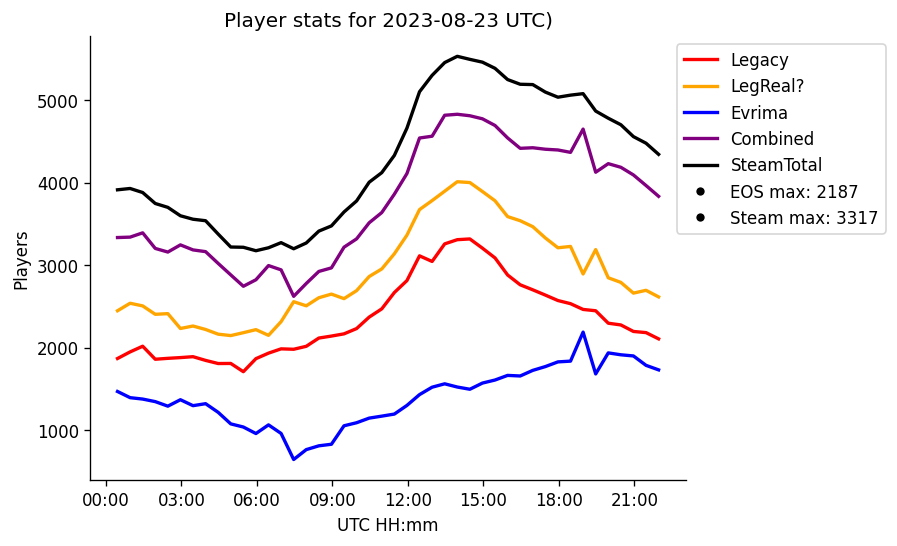 Player stats for 2023-08-23 UTC)
Legacy
LegReal?
Evrima
Combined
SteamTotal
EOS max: 2187
Steam max: 3317
Players
5000
4000
3000
2000
1000
00:00 03:00 06:00 09:00 12:00 15:00 18:00 21:00
UTC HH:mm